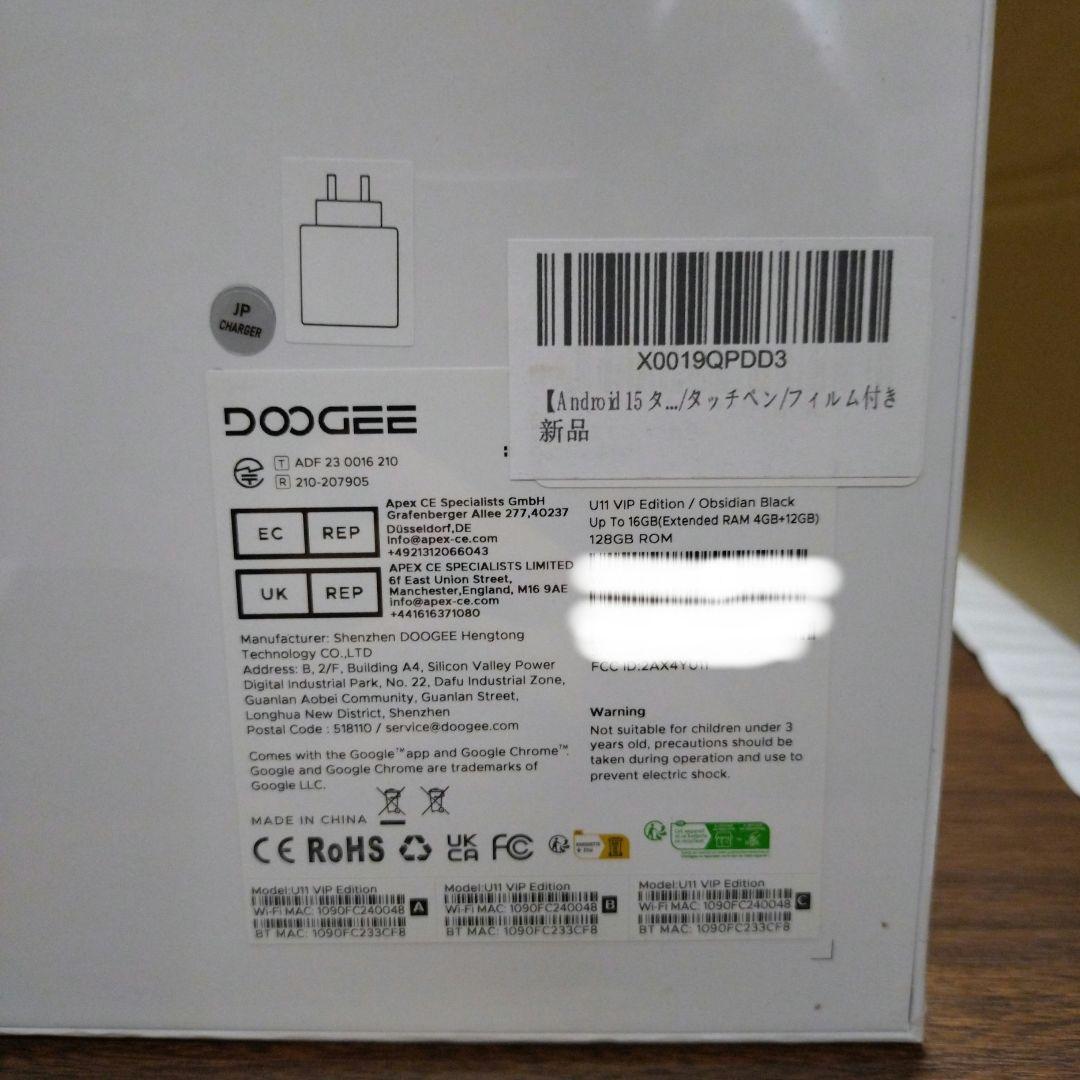 JP
CHARGER
X0019QPDD3
【Android 15 タ.../タッチペン/フィルム付き
新品
DOOGEE
T ADF 23 0016 210
R 210-207905
EC REP
Apex CE Specialists GmbH
Grafenberger Allee 277,40237
Düsseldorf,DE
Info@apex-ce.com
+4921312066043
UK REP
APEX CE SPECIALISTS LIMITED
6f East Union Street,
Manchester,England, M16 9AE
info@apex-ce.com
+441616371080
Manufacturer: Shenzhen DOOGEE Hengtong
Technology CO.,LTD
Address: B, 2/F, Building A4, Silicon Valley Power
Digital Industrial Park, No. 22, Dafu Industrial Zone,
Guanlan Aobei Community, Guanlan Street,
Longhua New District, Shenzhen
Postal Code : 518110 / service@doogee.com
Comes with the Google™ app and Google Chrome™.
Google and Google Chrome are trademarks of
Google LLC.
MADE IN CHINA
CE RoHS UK CA FC
U11 VIP Edition / Obsidian Black
Up To 16GB(Extended RAM 4GB+12GB)
128GB ROM
FCC ID:2AX4YU11
Warning
Not suitable for children under 3
years old, precautions should be
taken during operation and use to
prevent electric shock.
Model:U11 VIP Edition
Wi-Fi MAC: 1090FC240048 A
BT MAC: 1090FC233CF8
Model:U11 VIP Edition
Wi-Fi MAC: 1090FC240048 B
BT MAC: 1090FC233CF8
Model:U11 VIP Edition
Wi-Fi MAC: 1090FC240048 C
BT MAC: 1090FC233CF8